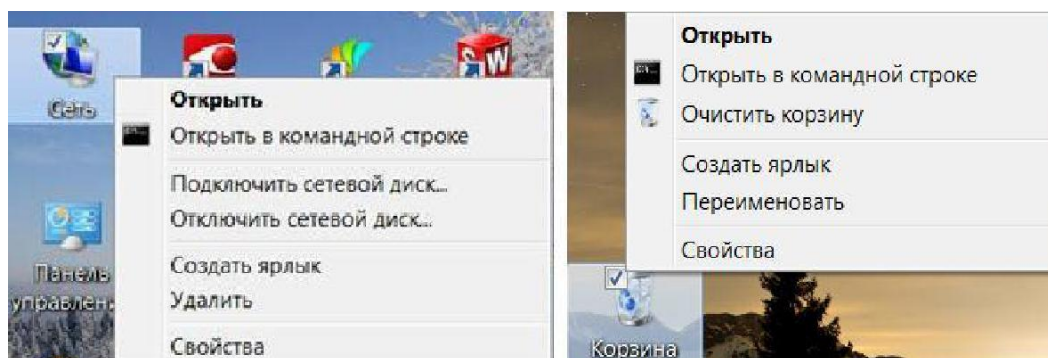 Сеть
Открыть
Открыть в командной строке
Подключить сетевой диск...
Отключить сетевой диск...
Создать ярлык
Удалить
Свойства
Панель
управлен
SW
Открыть
Открыть в командной строке
Очистить корзину
Создать ярлык
Переименовать
Свойства
Корзина